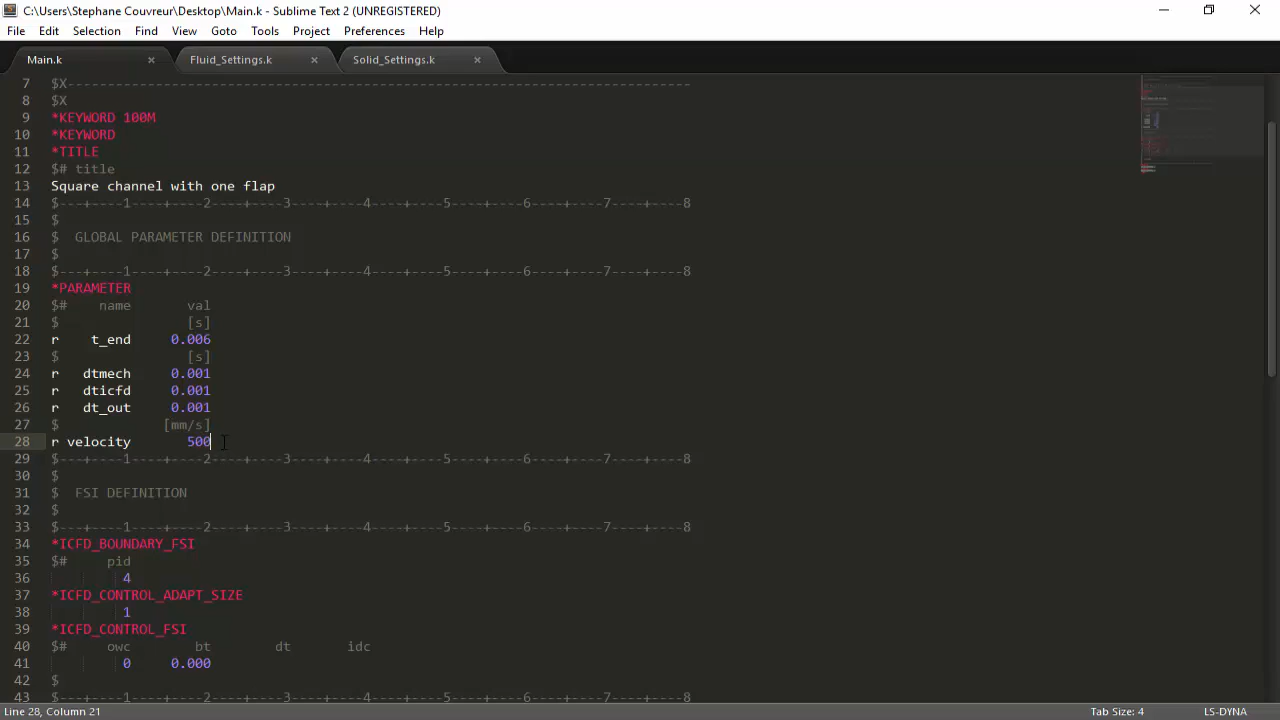 C:\Users\Stephane Couvreur\Desktop\Main.k - Sublime Text 2 (UNREGISTERED)
File Edit Selection Find View Goto Tools Project Preferences Help
Main.k × Fluid_Settings.k × Solid_Settings.k ×
7 $X------------------------------------------------------------------------------
8 $X
9 *KEYWORD 100M
10 *KEYWORD
11 *TITLE
12 $# title
13 Square channel with one flap
14 $---+----1----+----2----+----3----+----4----+----5----+----6----+----7----+----8
15 $
16 $  GLOBAL PARAMETER DEFINITION
17 $
18 $---+----1----+----2----+----3----+----4----+----5----+----6----+----7----+----8
19 *PARAMETER
20 $#    name       val
21 $                [s]
22 r    t_end     0.006
23 $                [s]
24 r   dtmech     0.001
25 r   dticfd     0.001
26 r   dt_out     0.001
27 $             [mm/s]
28 r velocity       500
29 $---+----1----+----2----+----3----+----4----+----5----+----6----+----7----+----8
30 $
31 $  FSI DEFINITION
32 $
33 $---+----1----+----2----+----3----+----4----+----5----+----6----+----7----+----8
34 *ICFD_BOUNDARY_FSI
35 $#     pid
36          4
37 *ICFD_CONTROL_ADAPT_SIZE
38          1
39 *ICFD_CONTROL_FSI
40 $#     owc        bt        dt       idc
41          0     0.000
42 $
43 $---+----1----+----2----+----3----+----4----+----5----+----6----+----7----+----8
Line 28, Column 21 Tab Size: 4 LS-DYNA